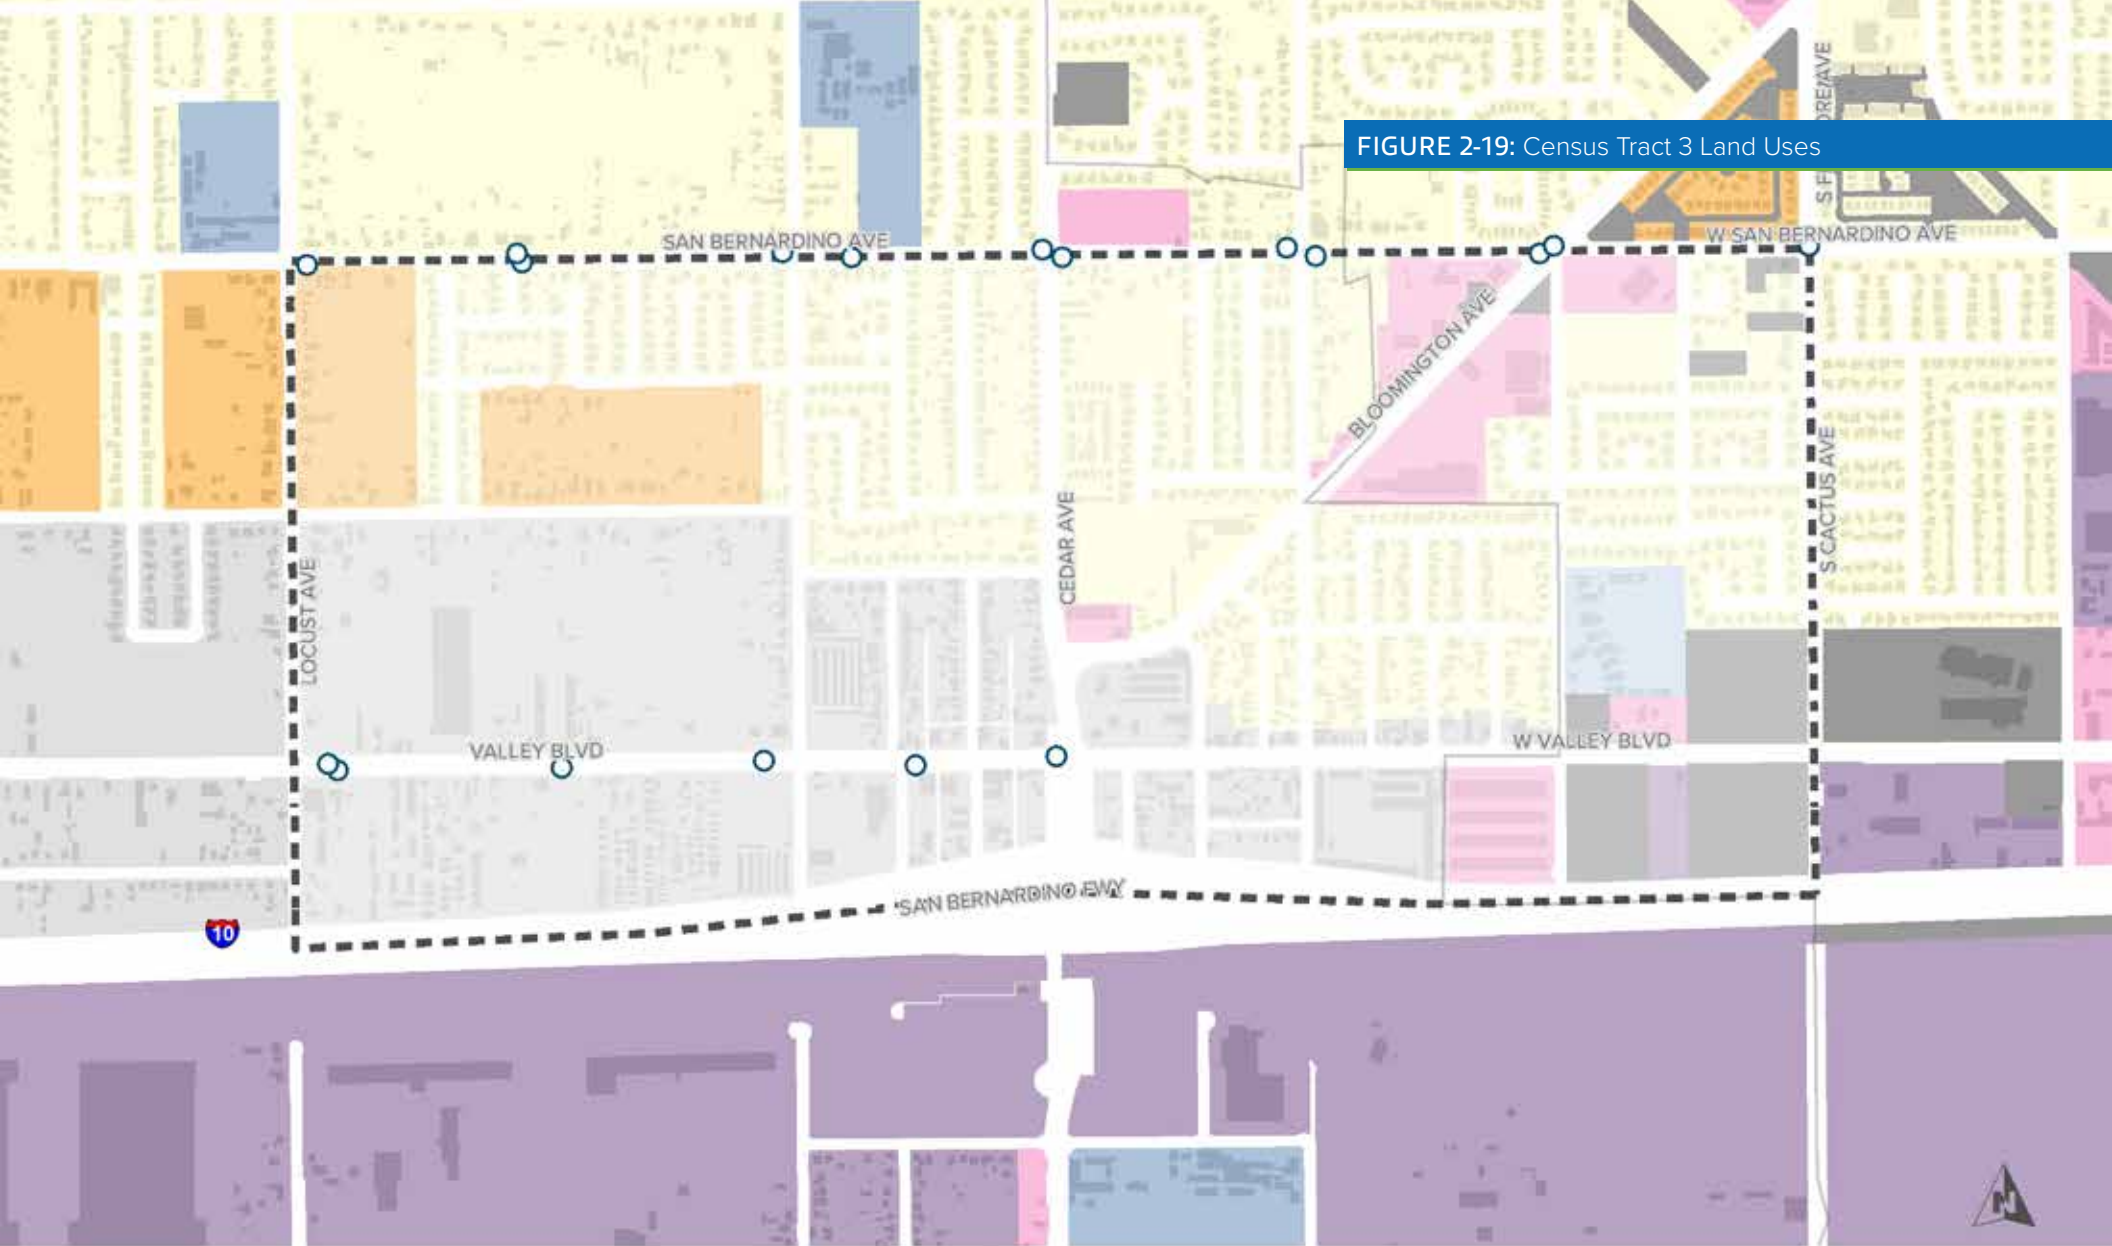 FIGURE 2-19: Census Tract 3 Land Uses
SAN BERNARDINO AVE
W SAN BERNARDINO AVE
BLOOMINGTON AVE
CEDAR AVE
S CACTUS AVE
LOCUST AVE
VALLEY BLVD
W VALLEY BLVD
SAN BERNARDINO FWY
10
N